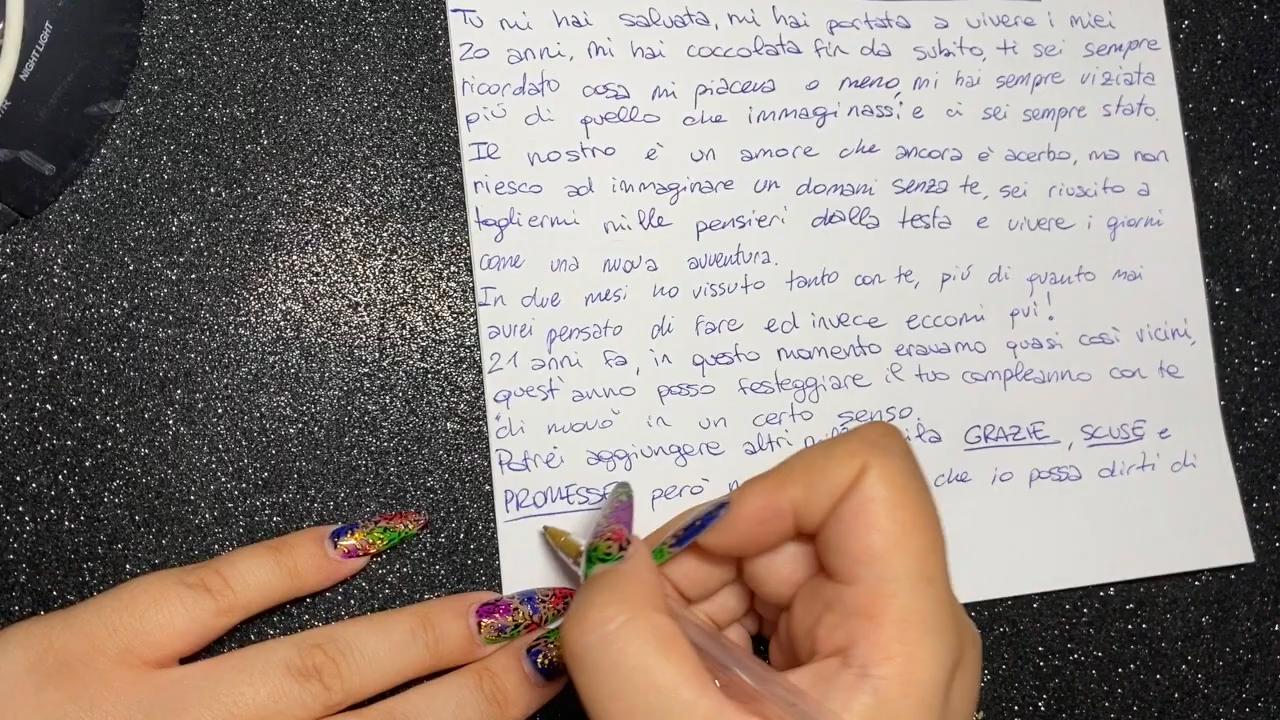 NIGHT LIGHT
Tu mi hai salvata, mi hai portata a vivere i miei
20 anni, mi hai coccolata fin da subito, ti sei sempre
ricordato cosa mi piaceva o meno, mi hai sempre viziata
più di quello che immaginassi e ci sei sempre stato.
Il nostro è un amore che ancora è acerbo, ma non
riesco ad immaginare un domani senza te, sei riuscito a
togliermi mille pensieri dalla testa e vivere i giorni
come una nuova avventura.
In due mesi ho vissuto tanto con te, più di quanto mai
avrei pensato di fare ed invece eccomi qui!
21 anni fa, in questo momento eravamo quasi così vicini,
quest'anno posso festeggiare il tuo compleanno con te
"di nuovo" in un certo senso.
Potrei aggiungere altri GRAZIE, SCUSE e
PROMESSE però che io possa dirti di